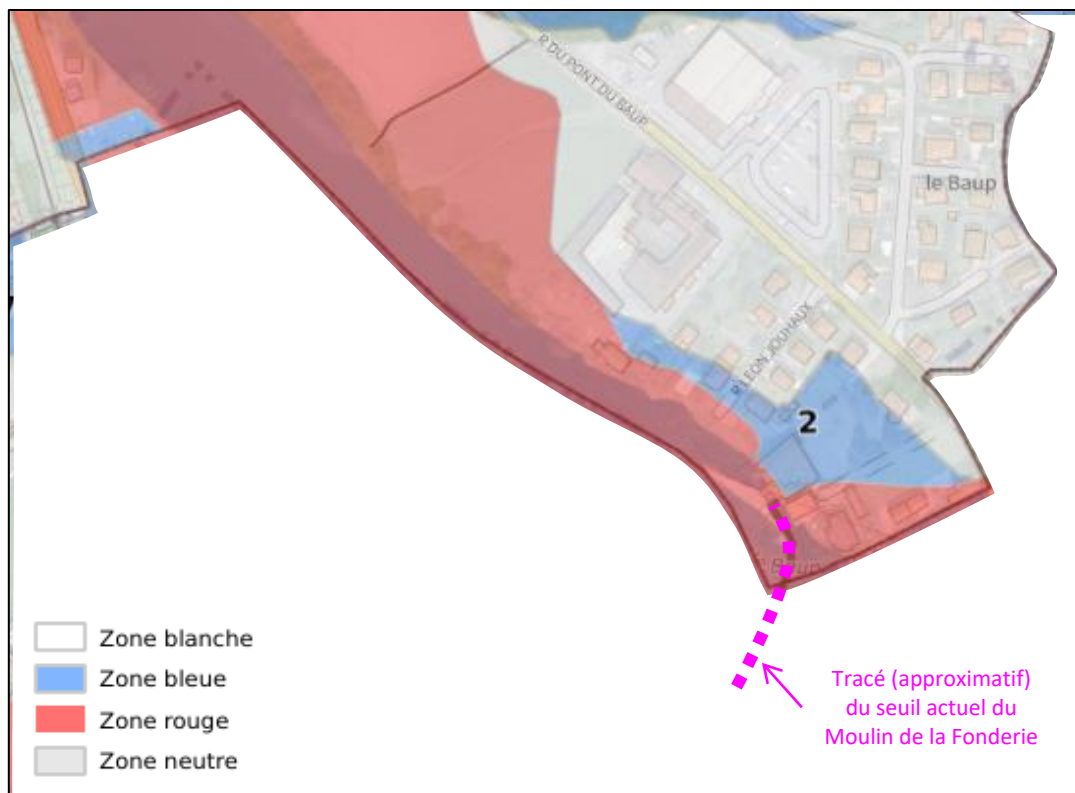 R. DU PONT DU BAUP
le Baup
R LEON JOUHAUX
2
Baup
Zone blanche
Zone bleue
Zone rouge
Zone neutre
Tracé (approximatif)
du seuil actuel du
Moulin de la Fonderie